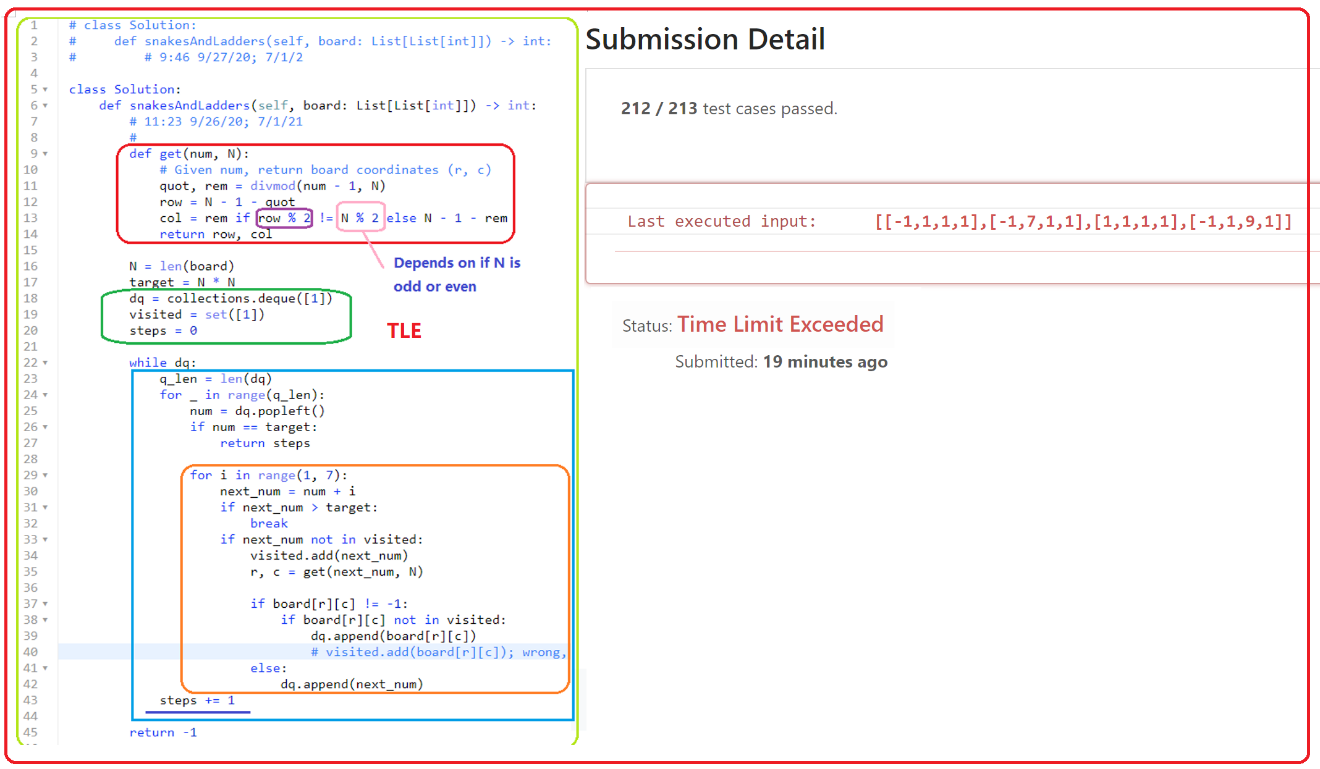 1 # class Solution:
2 #     def snakesAndLadders(self, board: List[List[int]]) -> int:
3 #         # 9:46 9/27/20; 7/1/2
4
5 class Solution:
6     def snakesAndLadders(self, board: List[List[int]]) -> int:
7         # 11:23 9/26/20; 7/1/21
8         #
9         def get(num, N):
10             # Given num, return board coordinates (r, c)
11             quot, rem = divmod(num - 1, N)
12             row = N - 1 - quot
13             col = rem if row % 2 != N % 2 else N - 1 - rem
14             return row, col
15
Depends on if N is
odd or even
16         N = len(board)
17         target = N * N
18         dq = collections.deque([1])
19         visited = set([1])
20         steps = 0
TLE
21
22         while dq:
23             q_len = len(dq)
24             for _ in range(q_len):
25                 num = dq.popleft()
26                 if num == target:
27                     return steps
28
29                 for i in range(1, 7):
30                     next_num = num + i
31                     if next_num > target:
32                         break
33                     if next_num not in visited:
34                         visited.add(next_num)
35                         r, c = get(next_num, N)
36
37                         if board[r][c] != -1:
38                             if board[r][c] not in visited:
39                                 dq.append(board[r][c])
40                                 # visited.add(board[r][c]); wrong,
41                         else:
42                             dq.append(next_num)
43             steps += 1
44
45         return -1
Submission Detail
212 / 213 test cases passed.
Last executed input: [[-1,1,1,1],[-1,7,1,1],[1,1,1,1],[-1,1,9,1]]
Status: Time Limit Exceeded
Submitted: 19 minutes ago